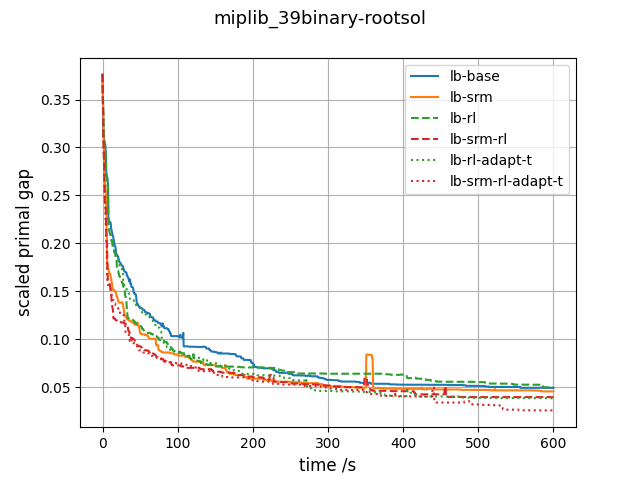 miplib_39binary-rootsol
lb-base
lb-srm
lb-rl
lb-srm-rl
lb-rl-adapt-t
lb-srm-rl-adapt-t
scaled primal gap
0.35
0.30
0.25
0.20
0.15
0.10
0.05
0 100 200 300 400 500 600
time /s